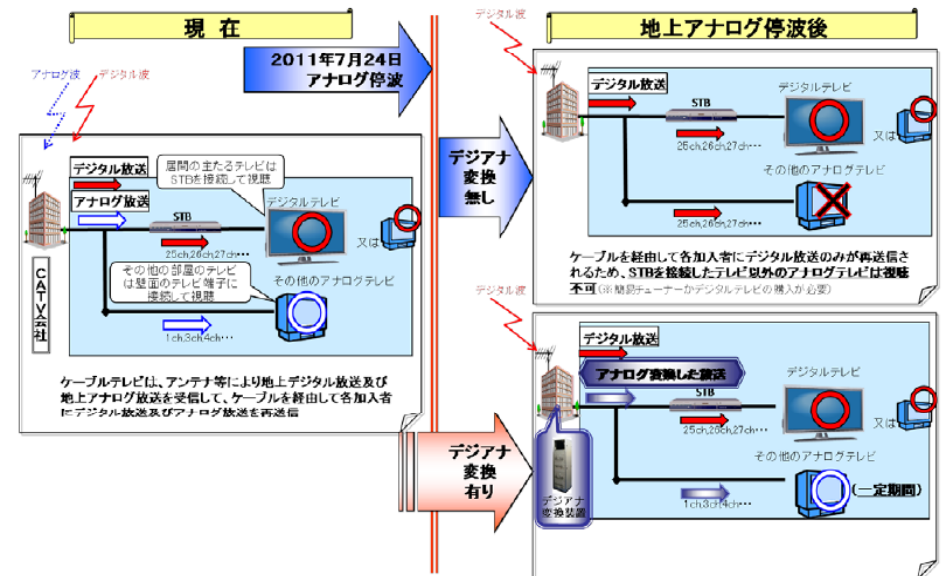 現 在
2011年7月24日
アナログ停波
アナログ波
デジタル波
デジタル放送
アナログ放送
居間の主たるテレビは
STBを接続して視聴
STB
デジタルテレビ
又は
25ch,26ch,27ch…
その他の部屋のテレビ
は壁面のテレビ端子に
接続して視聴
その他のアナログテレビ
1ch,3ch,4ch…
CATV会社
ケーブルテレビは、アンテナ等により地上デジタル放送及び
地上アナログ放送を受信して、ケーブルを経由して各加入者
にデジタル放送及びアナログ放送を再送信
デジアナ
変換
無し
デジアナ
変換
有り
地上アナログ停波後
デジタル波
デジタル放送
STB
デジタルテレビ
25ch,26ch,27ch…
又は
その他のアナログテレビ
25ch,26ch,27ch…
ケーブルを経由して各加入者にデジタル放送のみが再送信さ
れるため、STBを接続したテレビ以外のアナログテレビは視聴
不可(※簡易チューナーかデジタルテレビの購入が必要)
デジタル波
デジタル放送
アナログ変換した放送
STB
デジタルテレビ
25ch,26ch,27ch…
又は
その他のアナログテレビ
1ch,3ch,4ch…
(一定期間)
デジアナ
変換装置